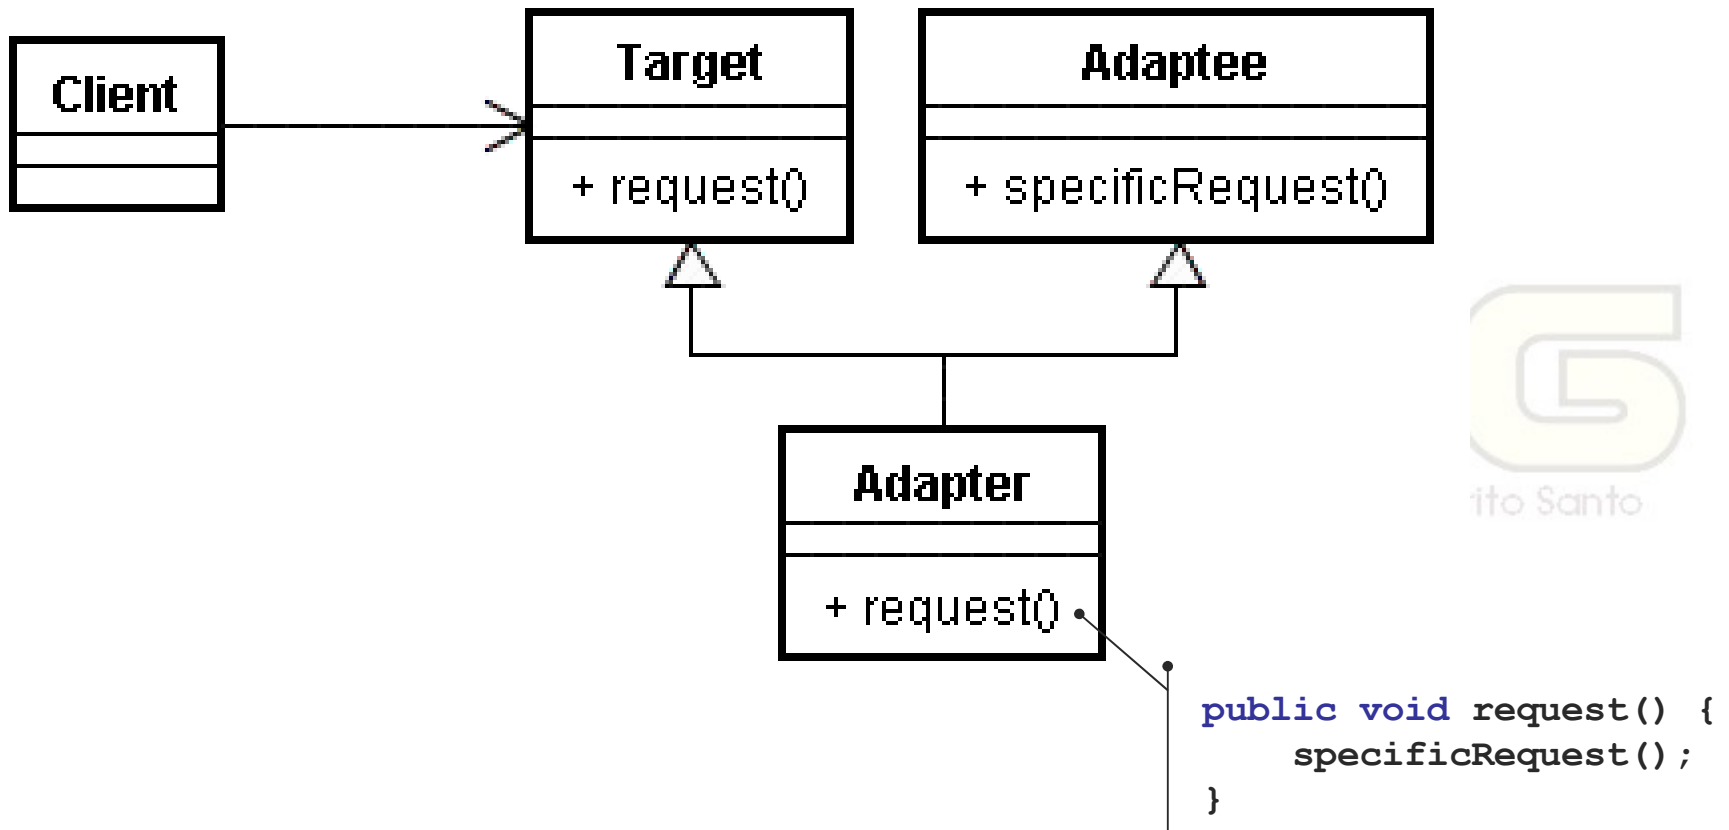 Client
Target
+ request()
Adaptee
+ specificRequest()
Adapter
+ request()
ito Santo
public void request() {
specificRequest();
}